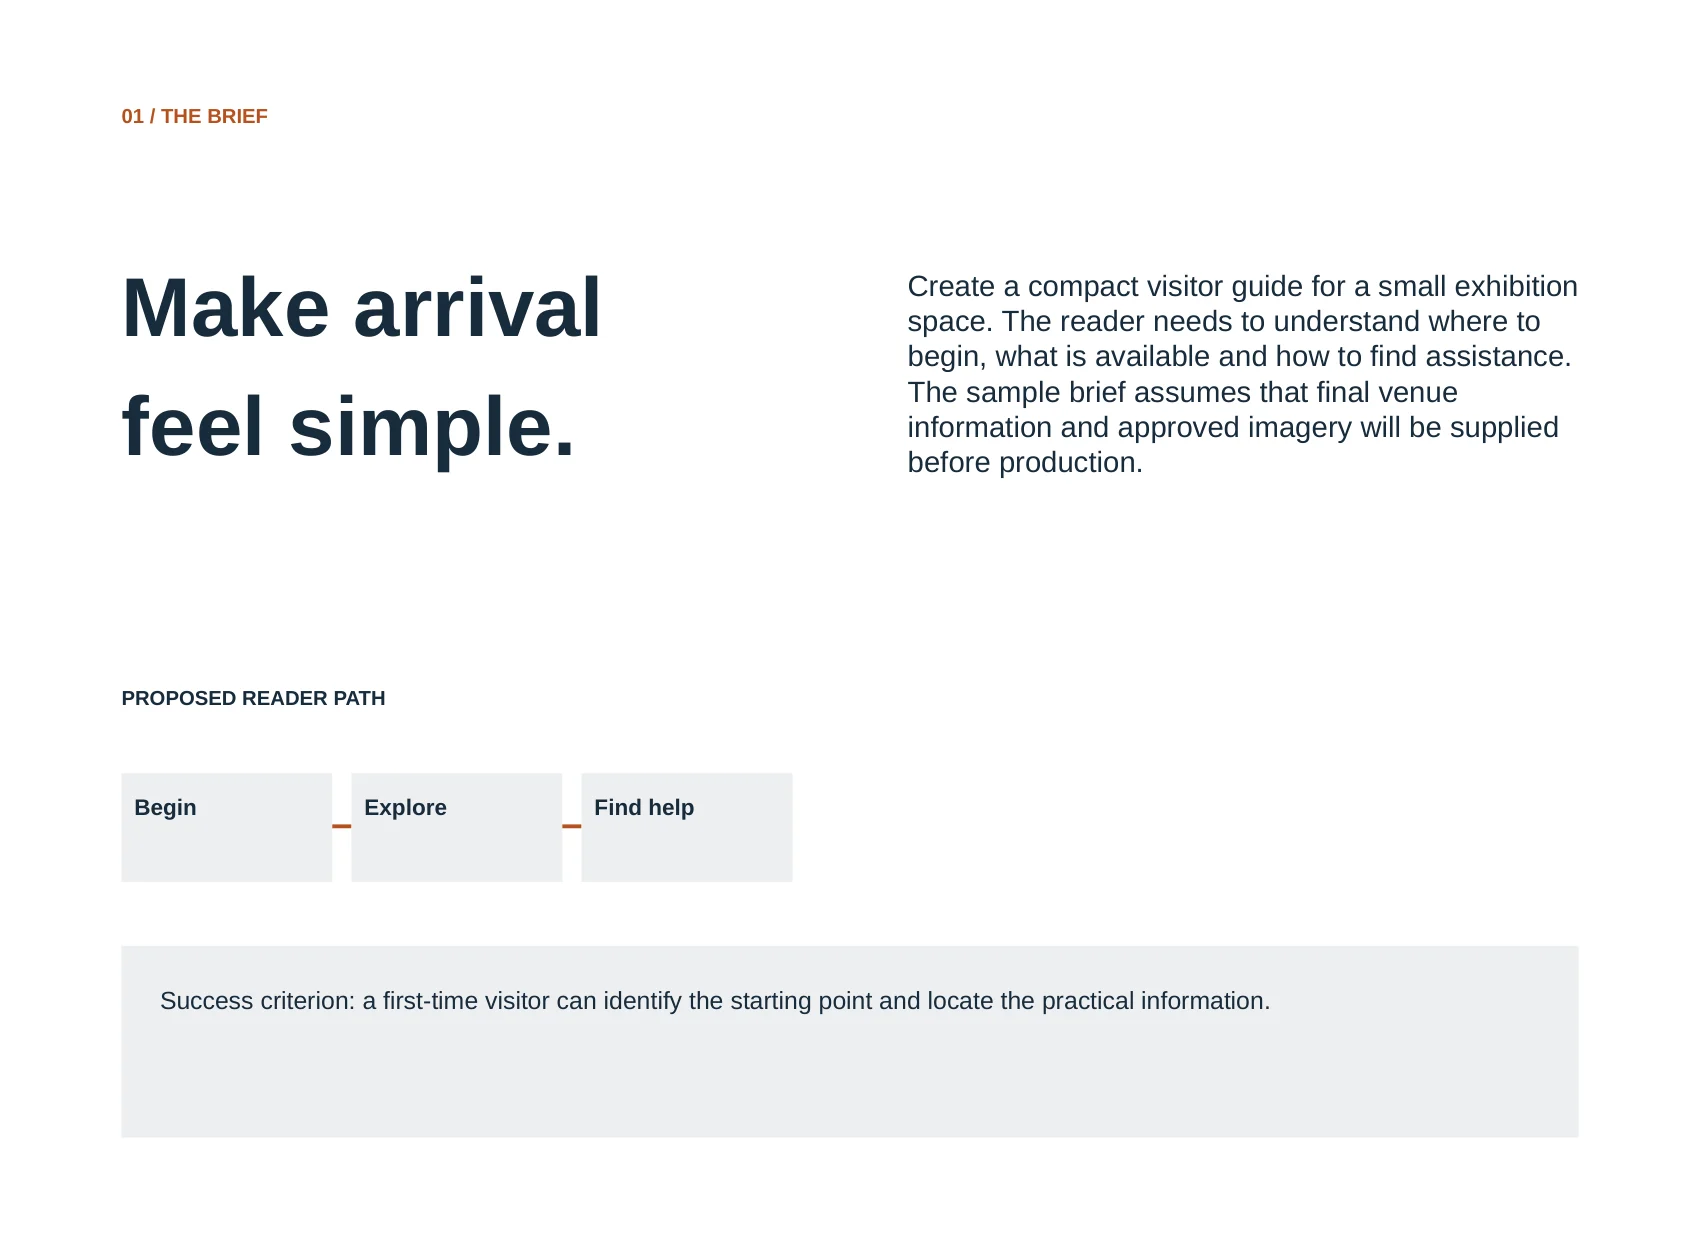 01 / THE BRIEF
Make arrival
feel simple.
Create a compact visitor guide for a small exhibition
space. The reader needs to understand where to
begin, what is available and how to find assistance.
The sample brief assumes that final venue
information and approved imagery will be supplied
before production.
PROPOSED READER PATH
Begin
Explore
Find help
Success criterion: a first-time visitor can identify the starting point and locate the practical information.